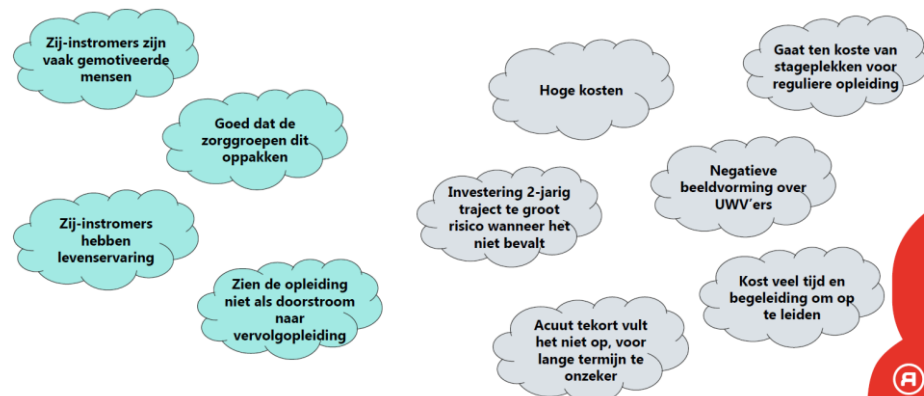 Zij-instromers zijn
vaak gemotiveerde
mensen
Goed dat de
zorggroepen dit
oppakken
Zij-instromers
hebben
levenservaring
Zien de opleiding
niet als doorstroom
naar
vervolgopleiding
Hoge kosten
Gaat ten koste van
stageplekken voor
reguliere opleiding
Investering 2-jarig
traject te groot
risico wanneer het
niet bevalt
Negatieve
beeldvorming over
UWV'ers
Acuut tekort vult
het niet op, voor
lange termijn te
onzeker
Kost veel tijd en
begeleiding om op
te leiden